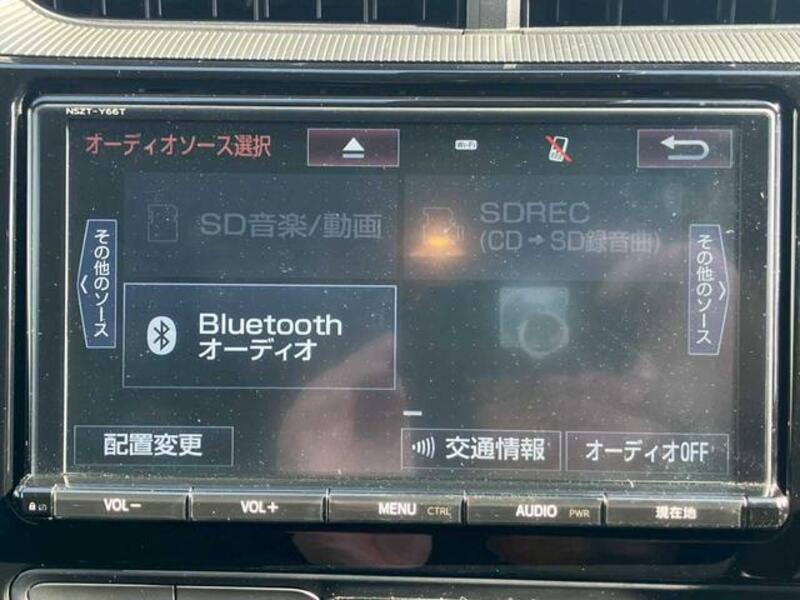 NSZT-Y66T
オーディオソース選択
Wi-Fi
SD音楽/動画
SDREC
(CD→SD録音曲)
その他のソース
その他のソース
Bluetooth
オーディオ
配置変更
交通情報
オーディオOFF
VOL−
VOL+
MENU CTRL
AUDIO PWR
現在地